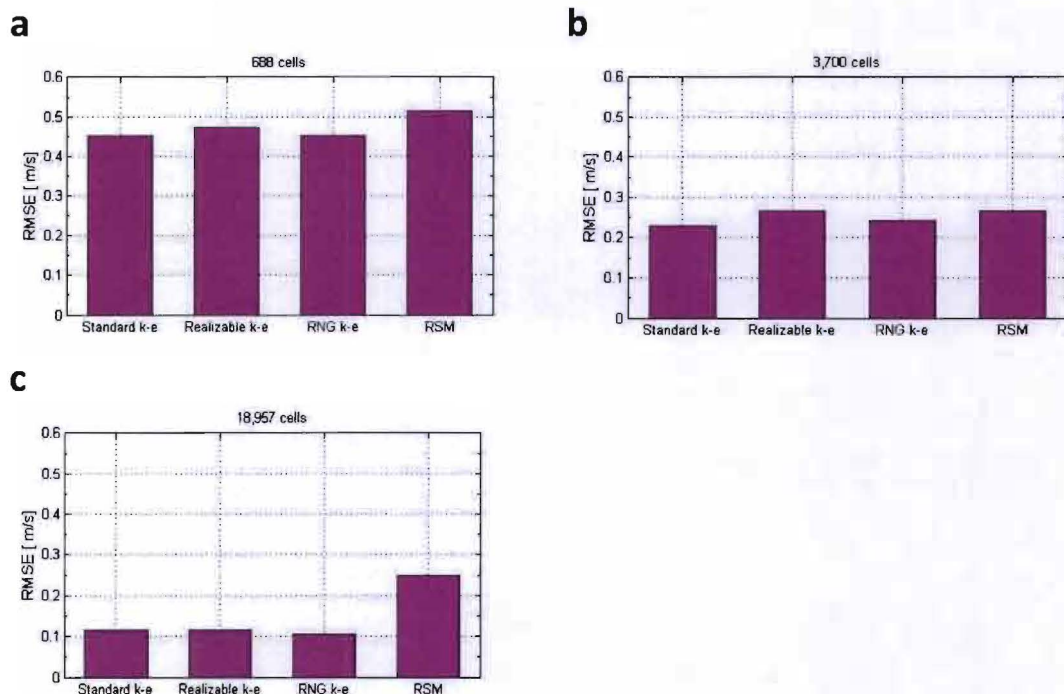 a
688 cells
0.6
0.5
0.4
0.3
0.2
0.1
0
RMSE [ m/s]
Standard k-e Realizable k-e RNG k-e RSM
b
3,700 cells
0.6
0.5
0.4
0.3
0.2
0.1
0
RMSE [ m/s]
Standard k-e Realizable k-e RNG k-e RSM
c
18,957 cells
0.6
0.5
0.4
0.3
0.2
0.1
0
RMSE [ m/s]
Standard k-e Realizable k-e RNG k-e RSM